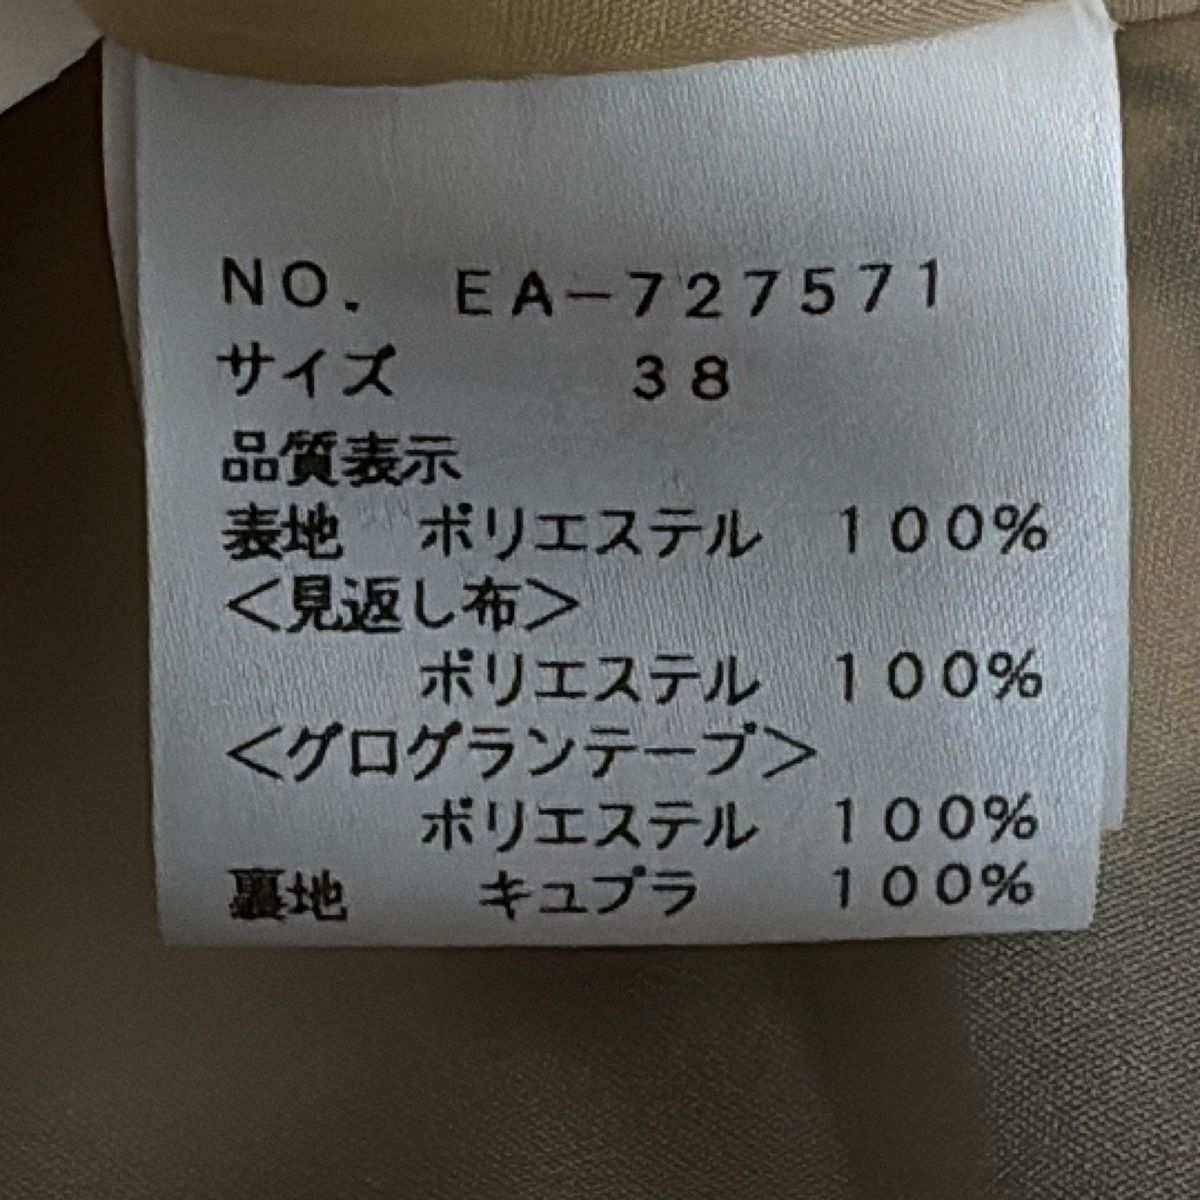 NO. EA-727571
サイズ 38
品質表示
表地 ポリエステル 100%
<見返し布>
ポリエステル 100%
<グログランテープ>
ポリエステル 100%
裏地 キュプラ 100%